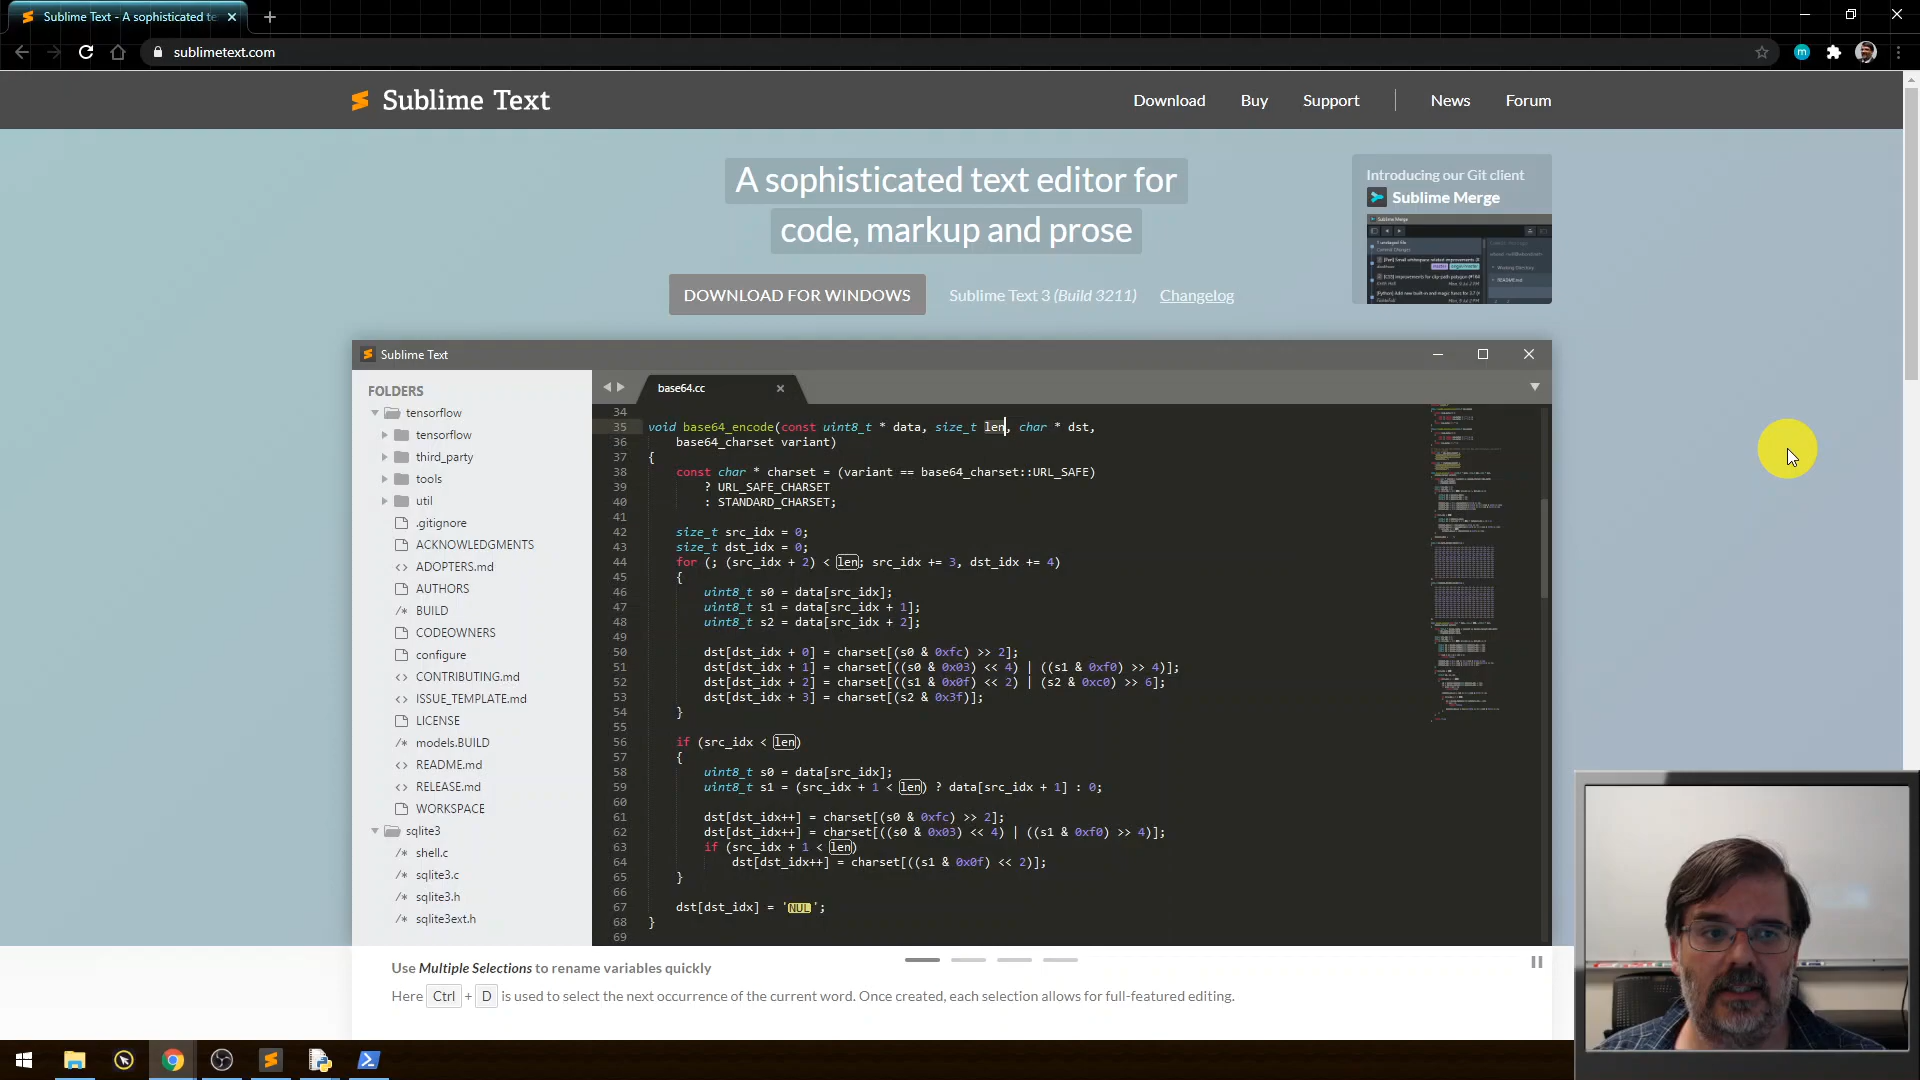 Sublime Text - A sophisticated te
sublimetext.com
m
Sublime Text
Download
Buy
Support
News
Forum
A sophisticated text editor for
code, markup and prose
Introducing our Git client
Sublime Merge
DOWNLOAD FOR WINDOWS
Sublime Text 3 (Build 3211)
Changelog
Sublime Text
FOLDERS
tensorflow
tensorflow
third_party
tools
util
.gitignore
ACKNOWLEDGMENTS
<> ADOPTERS.md
AUTHORS
/* BUILD
CODEOWNERS
configure
<> CONTRIBUTING.md
<> ISSUE_TEMPLATE.md
LICENSE
/* models.BUILD
<> README.md
<> RELEASE.md
<> WORKSPACE
sqlite3
/* shell.c
/* sqlite3.c
/* sqlite3.h
/* sqlite3ext.h
base64.cc
34
35 void base64_encode(const uint8_t * data, size_t len, char * dst,
36 base64_charset variant)
37 {
38 const char * charset = (variant == base64_charset::URL_SAFE)
39 ? URL_SAFE_CHARSET
40 : STANDARD_CHARSET;
41
42 size_t src_idx = 0;
43 size_t dst_idx = 0;
44 for (; (src_idx + 2) < len; src_idx += 3, dst_idx += 4)
45 {
46 uint8_t s0 = data[src_idx];
47 uint8_t s1 = data[src_idx + 1];
48 uint8_t s2 = data[src_idx + 2];
49
50 dst[dst_idx + 0] = charset[(s0 & 0xfc) >> 2];
51 dst[dst_idx + 1] = charset[((s0 & 0x03) << 4) | ((s1 & 0xf0) >> 4)];
52 dst[dst_idx + 2] = charset[((s1 & 0x0f) << 2) | (s2 & 0xc0) >> 6];
53 dst[dst_idx + 3] = charset[(s2 & 0x3f)];
54 }
55
56 if (src_idx < len)
57 {
58 uint8_t s0 = data[src_idx];
59 uint8_t s1 = (src_idx + 1 < len) ? data[src_idx + 1] : 0;
60
61 dst[dst_idx++] = charset[(s0 & 0xfc) >> 2];
62 dst[dst_idx++] = charset[((s0 & 0x03) << 4) | ((s1 & 0xf0) >> 4)];
63 if (src_idx + 1 < len)
64 dst[dst_idx++] = charset[((s1 & 0x0f) << 2)];
65 }
66
67 dst[dst_idx] = 'NUL';
68 }
69
Use Multiple Selections to rename variables quickly
Here Ctrl + D is used to select the next occurrence of the current word. Once created, each selection allows for full-featured editing.